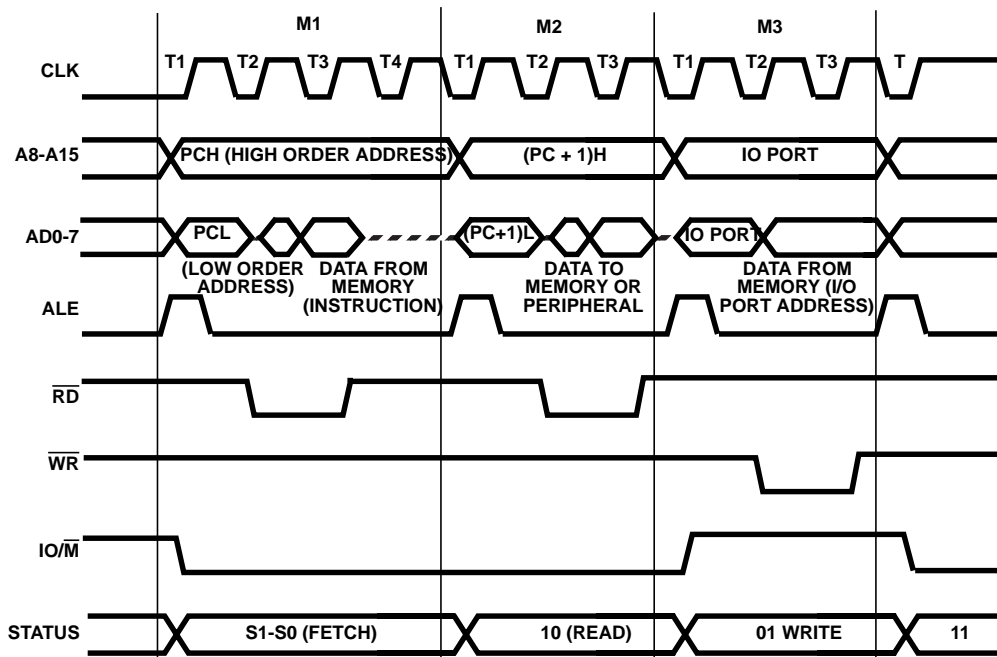 M1 M2 M3
CLK T1 T2 T3 T4 T1 T2 T3 T1 T2 T3 T
A8-A15 PCH (HIGH ORDER ADDRESS) (PC + 1)H IO PORT
AD0-7 PCL (PC+1)L IO PORT
(LOW ORDER ADDRESS)
DATA FROM MEMORY (INSTRUCTION)
DATA TO MEMORY OR PERIPHERAL
DATA FROM MEMORY (I/O PORT ADDRESS)
ALE
RD
WR
IO/M
STATUS S1-S0 (FETCH) 10 (READ) 01 WRITE 11